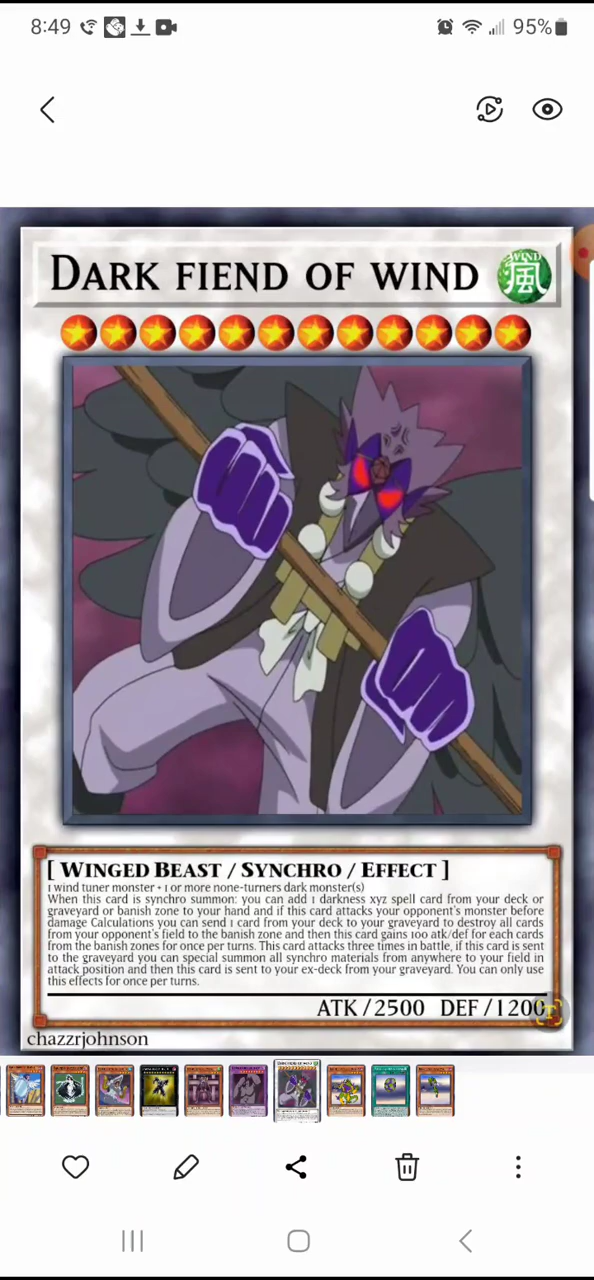 8:49
95%
DARK FIEND OF WIND
WIND
風
[ WINGED BEAST / SYNCHRO / EFFECT ]
1 wind tuner monster + 1 or more none-turners dark monster(s)
When this card is synchro summon: you can add 1 darkness xyz spell card from your deck or
graveyard or banish zone to your hand and if this card attacks your opponent's monster before
damage Calculations you can send 1 card from your deck to your graveyard to destroy all cards
from your opponent's field to the banish zone and then this card gains 100 atk/def for each cards
from the banish zones for once per turns. This card attacks three times in battle, if this card is sent
to the graveyard you can special summon all synchro materials from anywhere to your field in
attack position and then this card is sent to your ex-deck from your graveyard. You can only use
this effects for once per turns.
ATK / 2500 DEF / 1200
T
chazzrjohnson